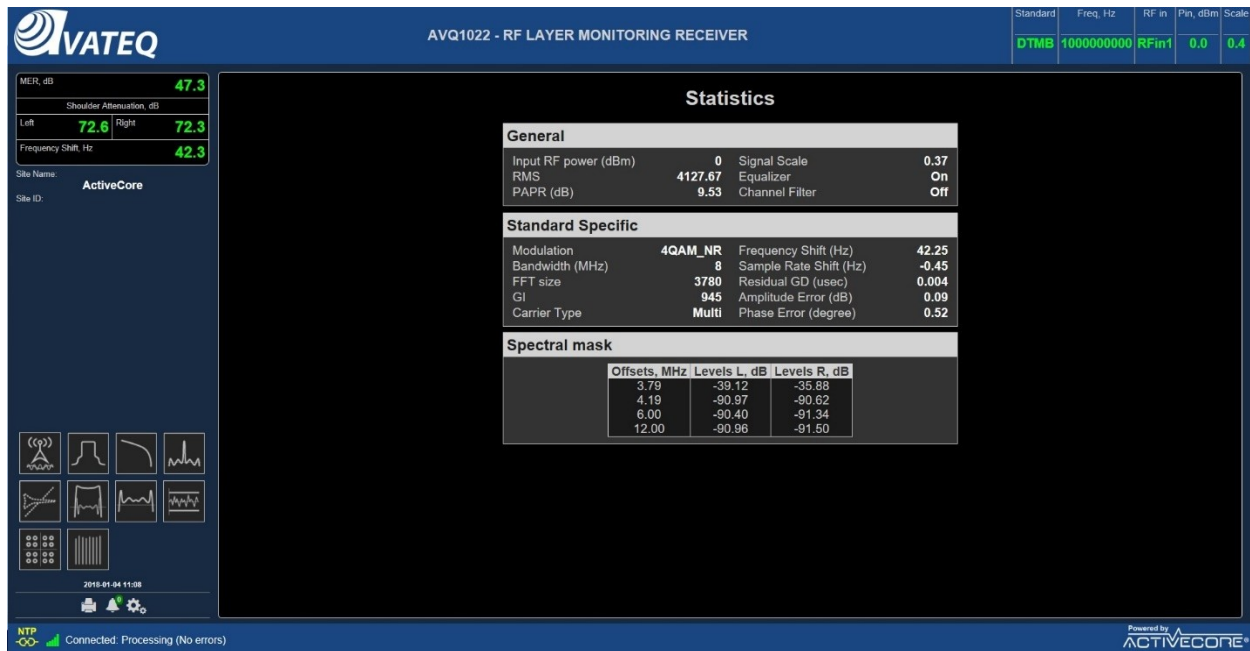 VATEQ
AVQ1022 - RF LAYER MONITORING RECEIVER
Standard Freq, Hz RF in Pin, dBm Scale
DTMB 1000000000 RFin1 0.0 0.4
MER, dB 47.3
Shoulder Attenuation, dB
Left 72.6 Right 72.3
Frequency Shift, Hz 42.3
Site Name:
ActiveCore
Site ID:
Statistics
General
Input RF power (dBm) 0 Signal Scale 0.37
RMS 4127.67 Equalizer On
PAPR (dB) 9.53 Channel Filter Off
Standard Specific
Modulation 4QAM_NR Frequency Shift (Hz) 42.25
Bandwidth (MHz) 8 Sample Rate Shift (Hz) -0.45
FFT size 3780 Residual GD (usec) 0.004
GI 945 Amplitude Error (dB) 0.09
Carrier Type Multi Phase Error (degree) 0.52
Spectral mask
Offsets, MHz Levels L, dB Levels R, dB
3.79 -39.12 -35.88
4.19 -90.97 -90.62
6.00 -90.40 -91.34
12.00 -90.96 -91.50
2018-01-04 11:08
0
NTP
Connected: Processing (No errors)
Powered by
ACTIVECORE®